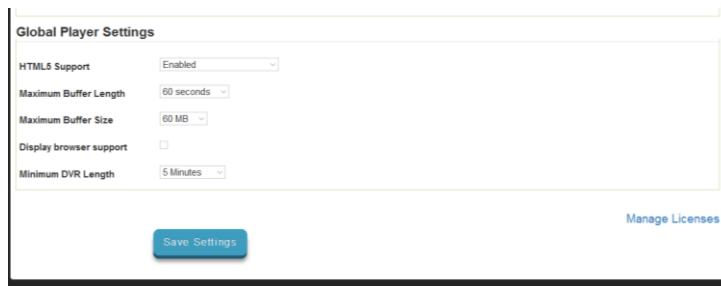 Global Player Settings
HTML5 Support Enabled
Maximum Buffer Length 60 seconds
Maximum Buffer Size 60 MB
Display browser support
Minimum DVR Length 5 Minutes
Manage Licenses
Save Settings